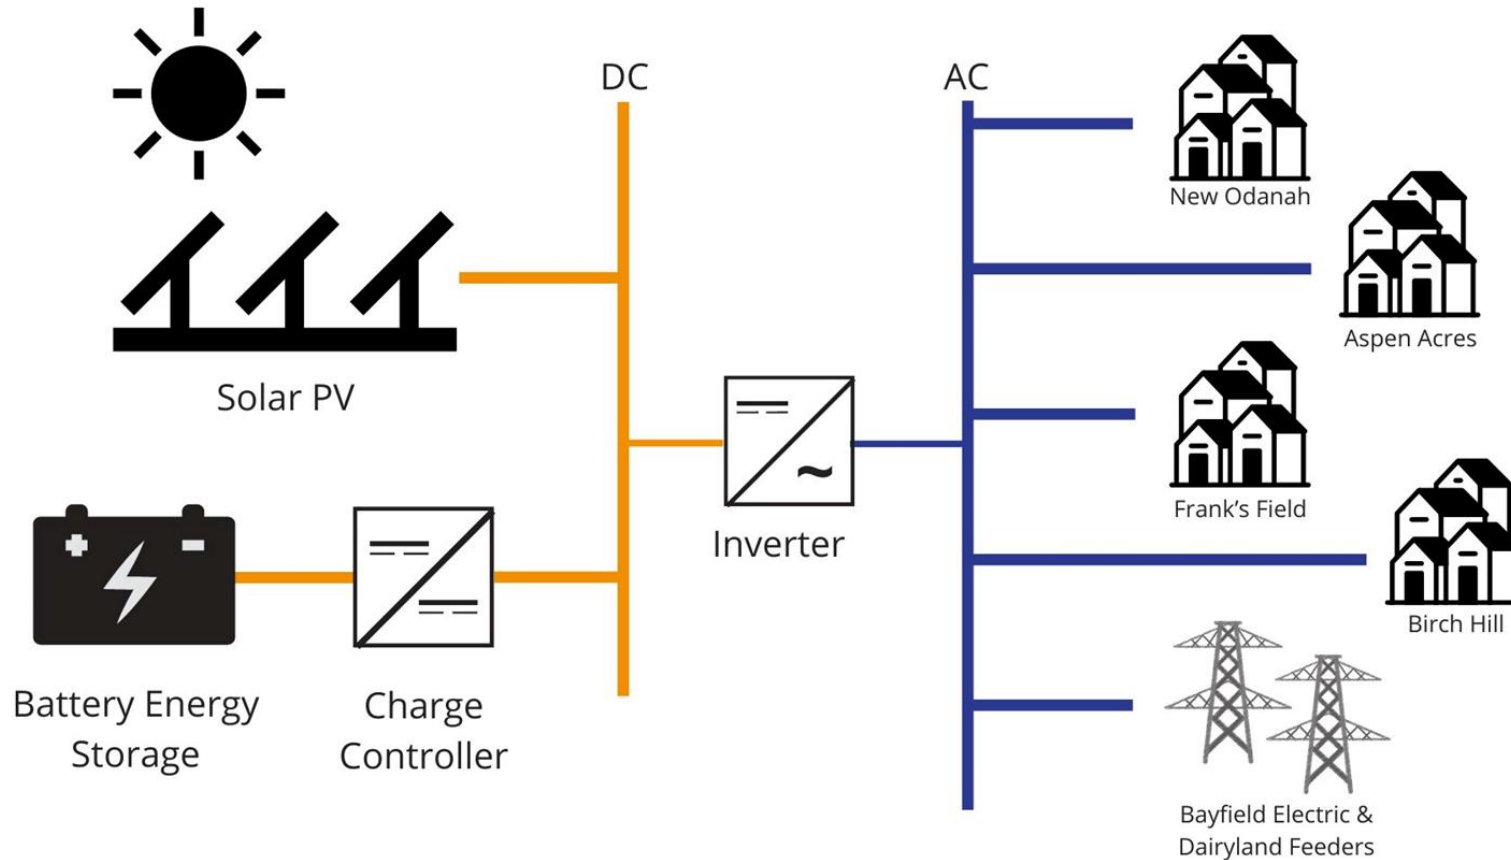 DC
AC
New Odanah
Aspen Acres
Solar PV
Frank's Field
Inverter
Birch Hill
Battery Energy
Storage
Charge
Controller
Bayfield Electric &
Dairyland Feeders